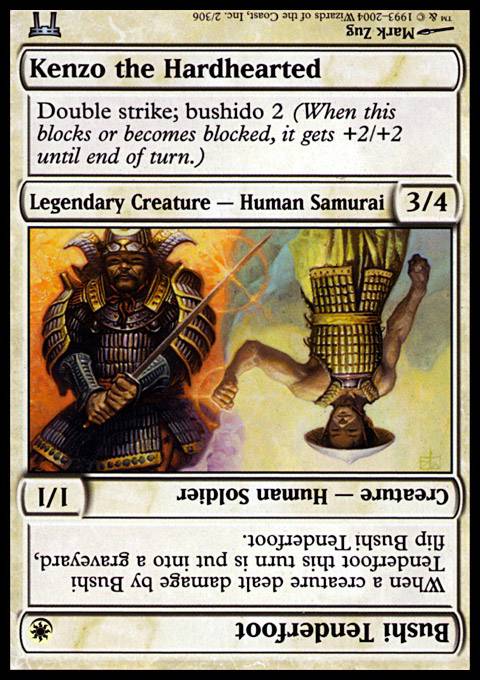 ™ & © 1993-2004 Wizards of the Coast, Inc. 2/306
Mark Zug
Kenzo the Hardhearted
Double strike; bushido 2 (When this
blocks or becomes blocked, it gets +2/+2
until end of turn.)
Legendary Creature — Human Samurai 3/4
Bushi Tenderfoot
When a creature dealt damage by Bushi
Tenderfoot this turn is put into a graveyard,
flip Bushi Tenderfoot.
Creature — Human Soldier 1/1